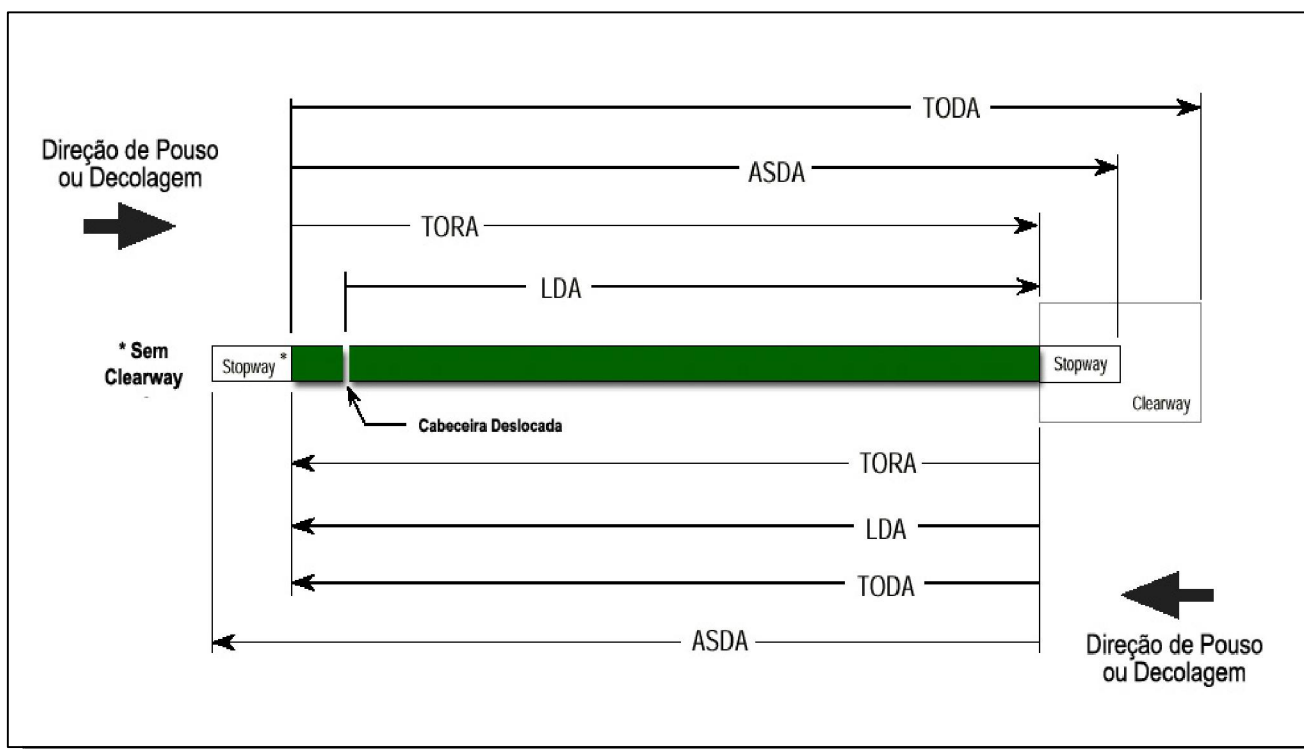 TODA
Direção de Pouso
ou Decolagem
ASDA
TORA
LDA
* Sem
Clearway
Stopway *
Stopway
Clearway
Cabeceira Deslocada
TORA
LDA
TODA
ASDA
Direção de Pouso
ou Decolagem